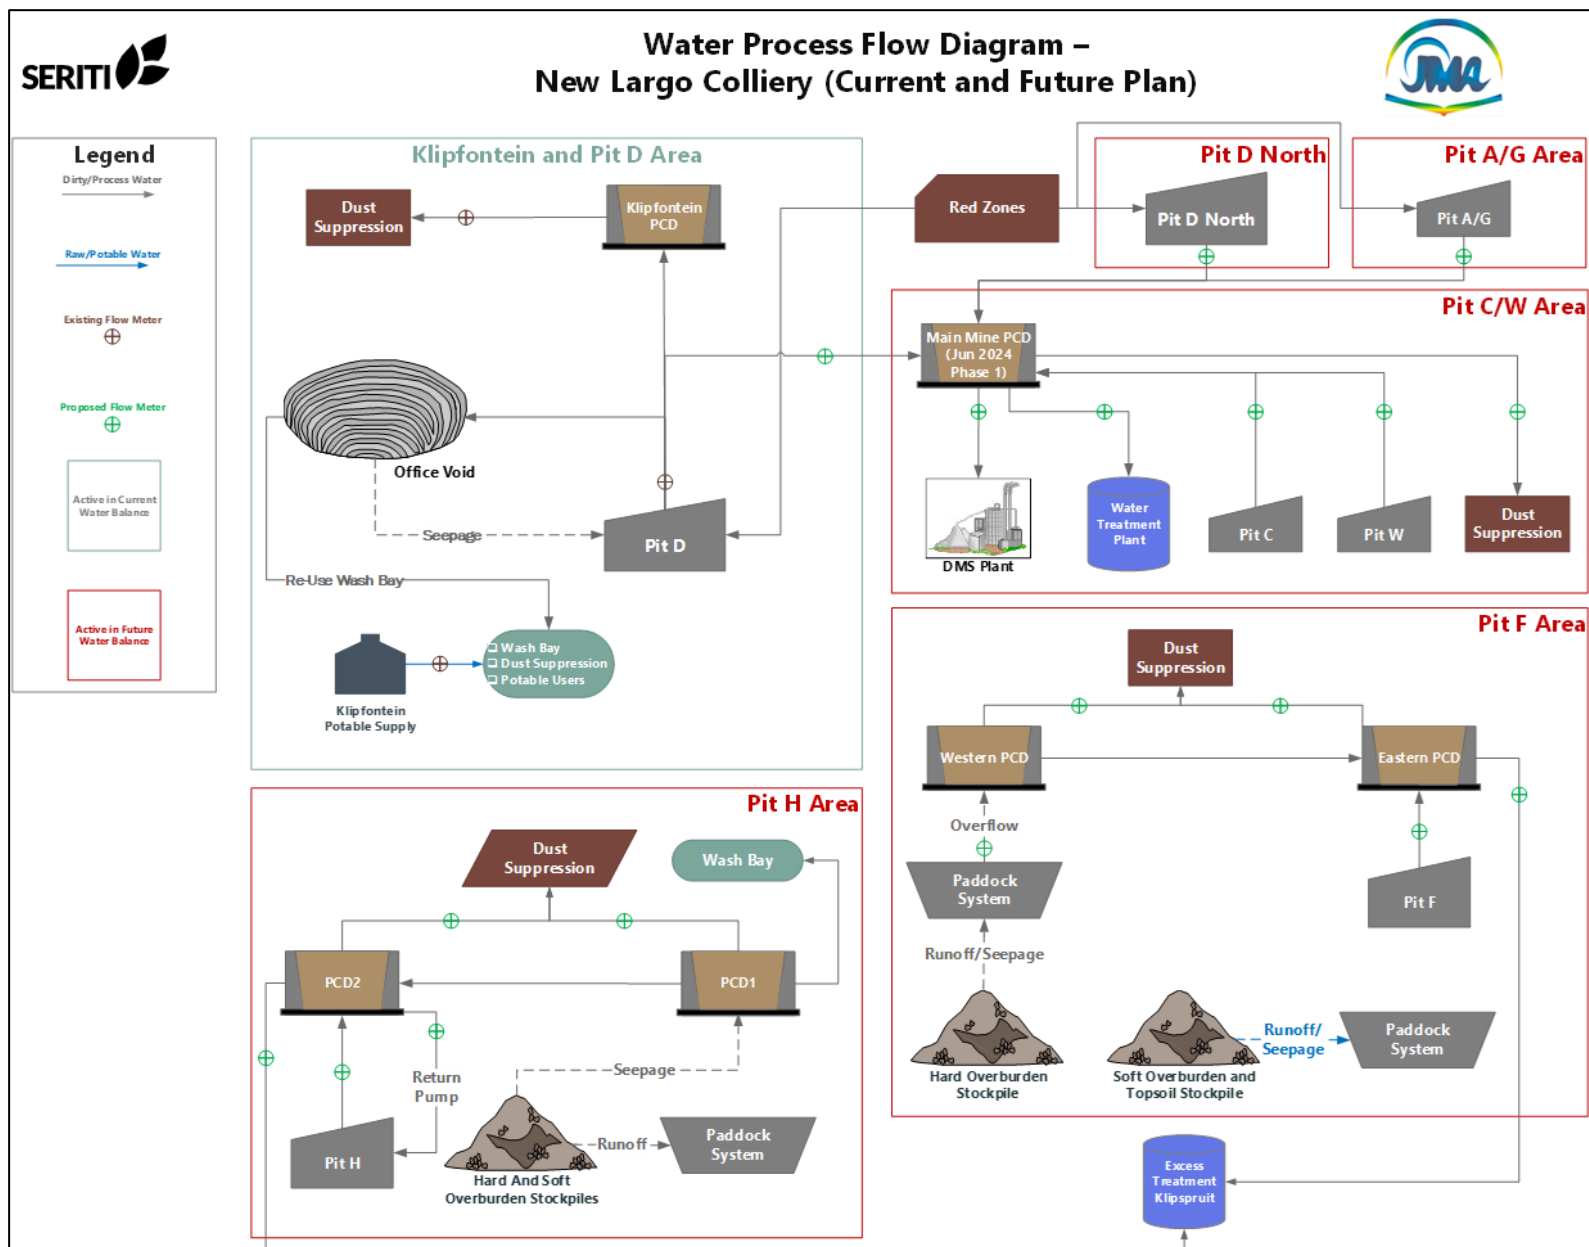 SERITI
Water Process Flow Diagram –
New Largo Colliery (Current and Future Plan)
JMA
Legend
Dirty/Process Water
Raw/Potable Water
Existing Flow Meter
Proposed Flow Meter
Active in Current
Water Balance
Active in Future
Water Balance
Klipfontein and Pit D Area
Dust
Suppression
Klipfontein
PCD
Office Void
Seepage
Pit D
Re-Use Wash Bay
Wash Bay
Dust Suppression
Potable Users
Klipfontein
Potable Supply
Red Zones
Pit D North
Pit D North
Pit A/G Area
Pit A/G
Pit C/W Area
Main Mine PCD
(Jun 2024
Phase 1)
DMS Plant
Water
Treatment
Plant
Pit C
Pit W
Dust
Suppression
Pit F Area
Dust
Suppression
Western PCD
Eastern PCD
Overflow
Paddock
System
Pit F
Runoff/Seepage
Hard Overburden
Stockpile
Soft Overburden and
Topsoil Stockpile
Runoff/
Seepage
Paddock
System
Pit H Area
Dust
Suppression
Wash Bay
PCD2
PCD1
Return
Pump
Seepage
Pit H
Runoff
Paddock
System
Hard And Soft
Overburden Stockpiles
Excess
Treatment
Klipspruit